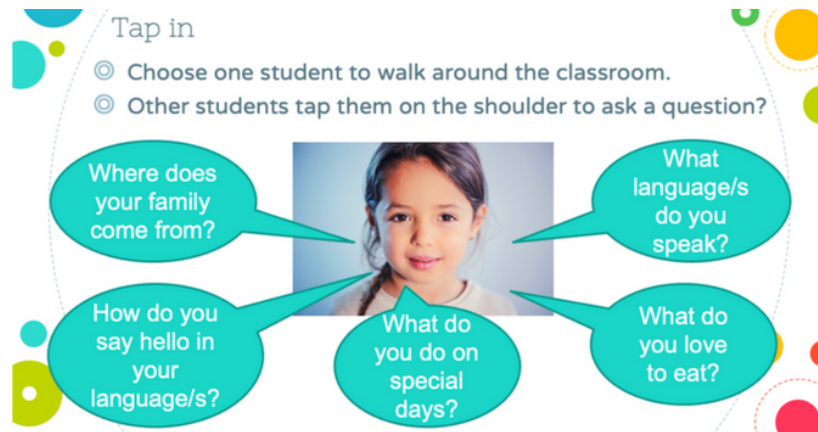 Tap in
Choose one student to walk around the classroom.
Other students tap them on the shoulder to ask a question?
Where does
your family
come from?
What
language/s
do you
speak?
How do you
say hello in
your
language/s?
What do
you do on
special
days?
What do
you love
to eat?